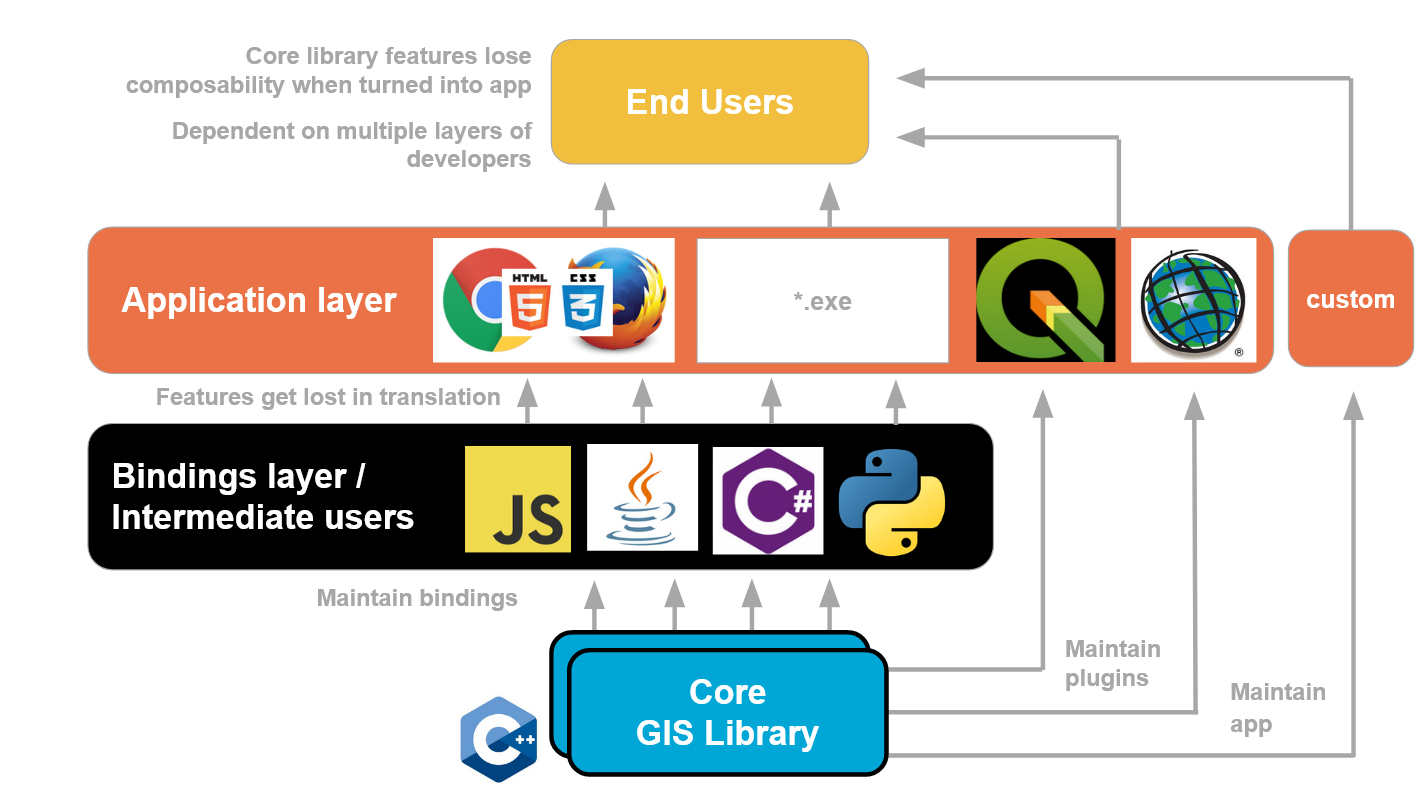 Core library features lose
composability when turned into app
End Users
Dependent on multiple layers of
developers
Application layer
HTML
5
CSS
3
*.exe
®
custom
Features get lost in translation
Bindings layer /
Intermediate users
JS
C#
Maintain bindings
Maintain
plugins
Maintain
app
Core
GIS Library
C++